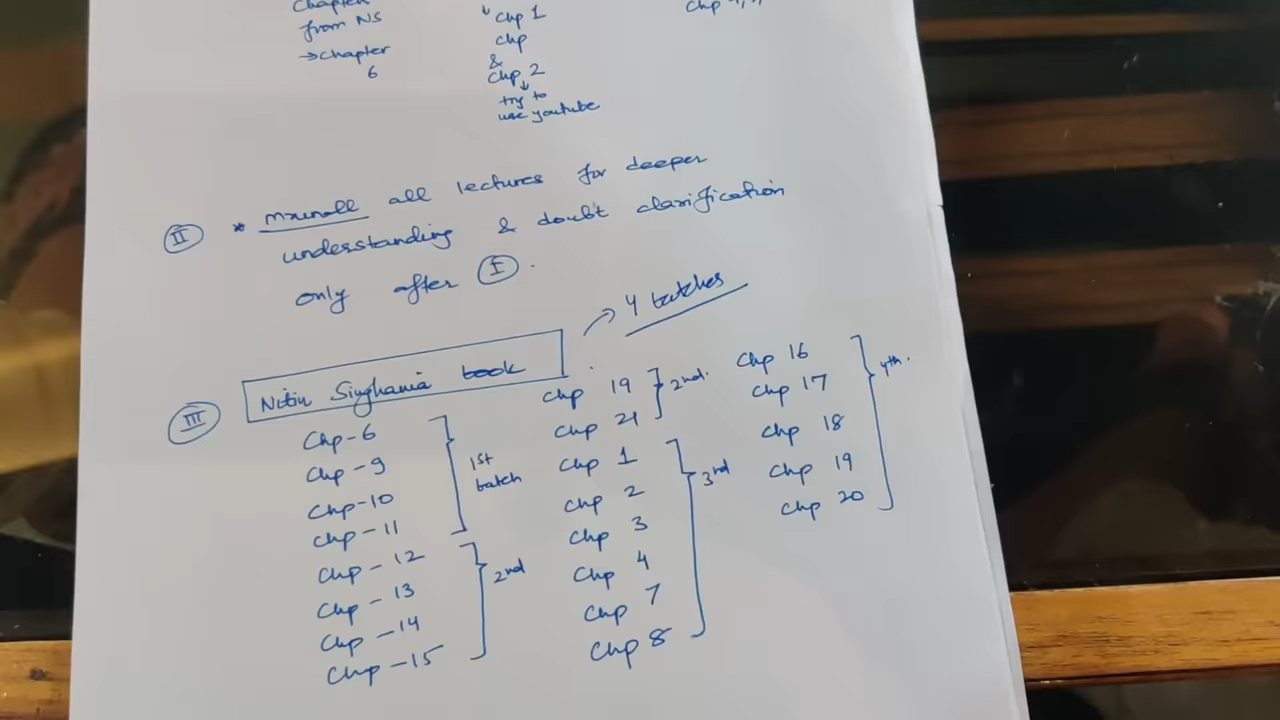 Chapter
from NS
→ chapter
6
↓ Chp 1
chp
&
Chp 2
↓
try to
use youtube
II * Mrunall all lectures for deeper
understanding & doubt clarification
only after I.
→ 4 batches
III Nitin Singhania book
Chp-6
Chp-9
Chp-10
Chp-11
1st
batch
Chp-12
Chp-13
Chp-14
Chp-15
2nd
Chp 19
Chp 21
2nd.
Chp 1
Chp 2
Chp 3
Chp 4
Chp 7
Chp 8
3rd
Chp 16
Chp 17
Chp 18
Chp 19
Chp 20
4th.